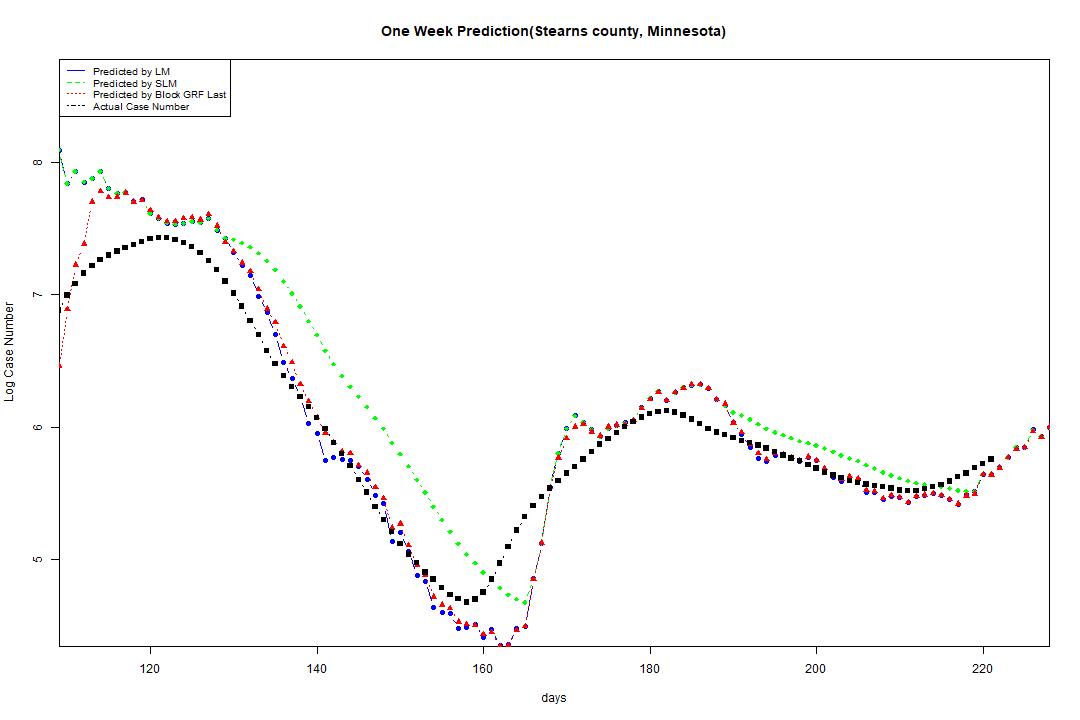 One Week Prediction(Stearns county, Minnesota)
Predicted by LM
Predicted by SLM
Predicted by Block GRF Last
Actual Case Number
8
7
6
5
Log Case Number
120 140 160 180 200 220
days